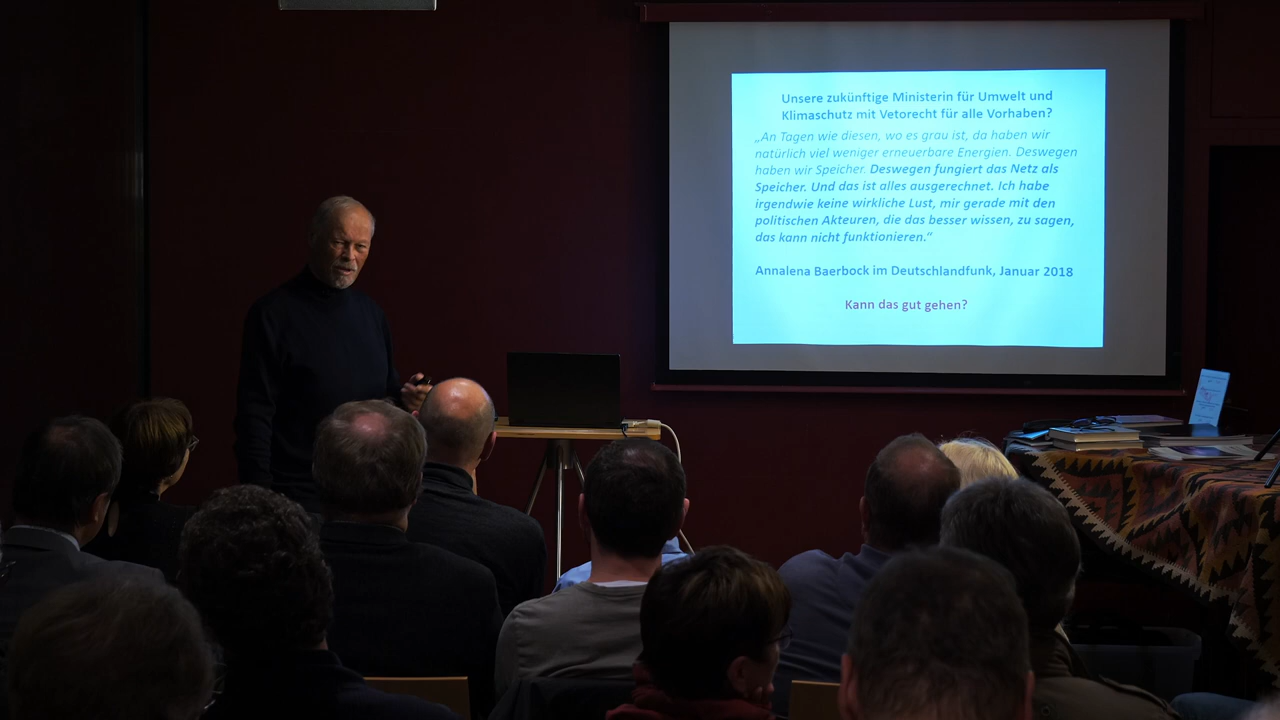 Unsere zukünftige Ministerin für Umwelt und
Klimaschutz mit Vetorecht für alle Vorhaben?
„An Tagen wie diesen, wo es grau ist, da haben wir
natürlich viel weniger erneuerbare Energien. Deswegen
haben wir Speicher. Deswegen fungiert das Netz als
Speicher. Und das ist alles ausgerechnet. Ich habe
irgendwie keine wirkliche Lust, mir gerade mit den
politischen Akteuren, die das besser wissen, zu sagen,
das kann nicht funktionieren.“
Annalena Baerbock im Deutschlandfunk, Januar 2018
Kann das gut gehen?